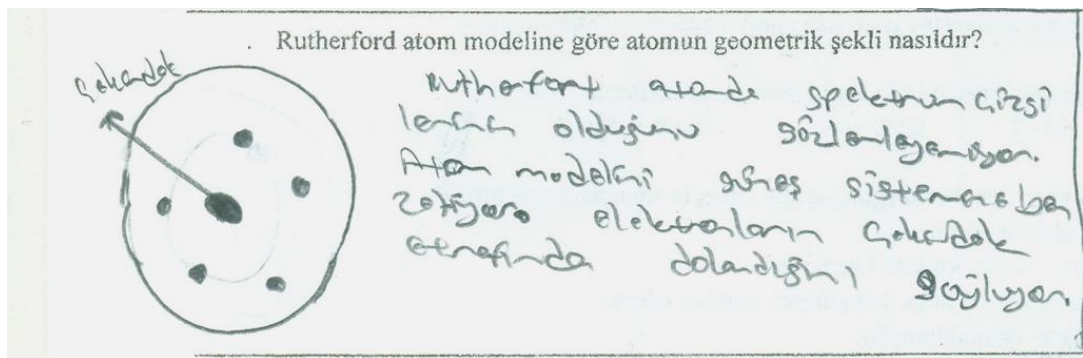 Rutherford atom modeline göre atomun geometrik şekli nasıldır?
Çekirdek
Rutherfort atomda spektrum çizgi
lerinin olduğunu gözlemleyemiyor.
Atom modelini güneş sistemine ben
zetiyor. elektronların Çekirdek
etrafında dolandığını söylüyor.